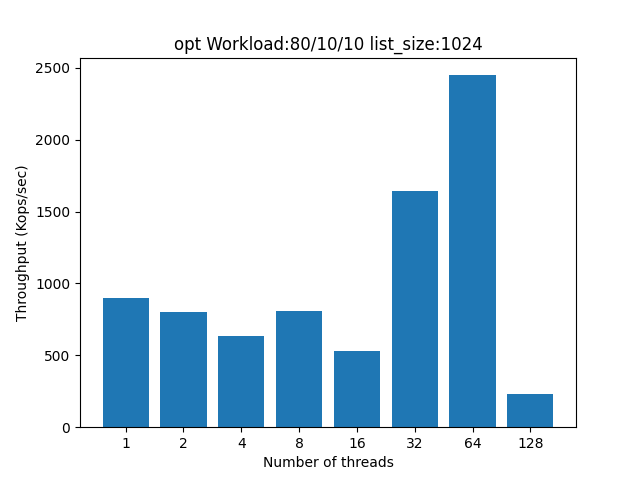 opt Workload:80/10/10 list_size:1024
Throughput (Kops/sec)
2500
2000
1500
1000
500
0
1 2 4 8 16 32 64 128
Number of threads